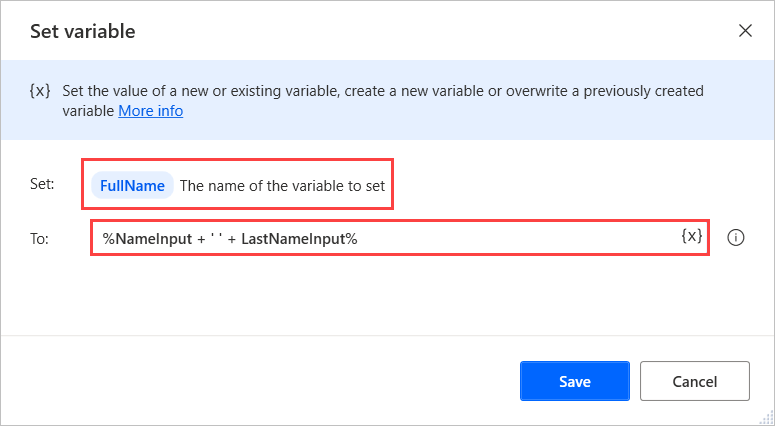 Set variable
{x} Set the value of a new or existing variable, create a new variable or overwrite a previously created
variable More info
Set: FullName The name of the variable to set
To: %NameInput + ' ' + LastNameInput% {x}
Save Cancel